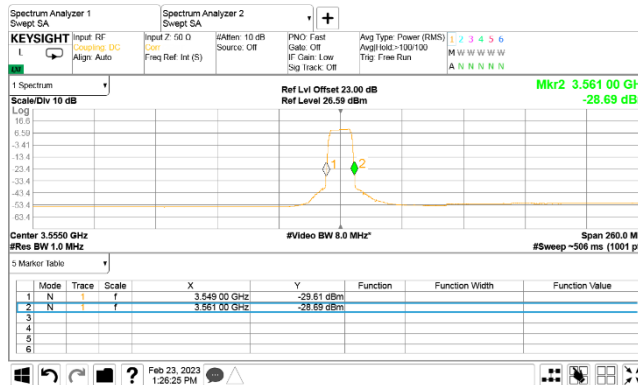 Spectrum Analyzer 1
Swept SA
Spectrum Analyzer 2
Swept SA
KEYSIGHT
L
Input: RF
Coupling: DC
Align: Auto
Input Z: 50 Ω
Corr
Freq Ref: Int (S)
#Atten: 10 dB
Source: Off
PNO: Fast
Gate: Off
IF Gain: Low
Sig Track: Off
Avg Type: Power (RMS)
Avg|Hold:>100/100
Trig: Free Run
1 2 3 4 5 6
M W W W W W
A N N N N N
1 Spectrum
Scale/Div 10 dB
Log
Ref Lvl Offset 23.00 dB
Ref Level 26.59 dBm
Mkr2 3.561 00 GH
-28.69 dB
16.6
6.59
-3.41
-13.4
-23.4
-33.4
-43.4
-53.4
-63.4
1
2
Center 3.5550 GHz
#Res BW 1.0 MHz
#Video BW 8.0 MHz*
Span 260.0 M
#Sweep ~506 ms (1001 pt
5 Marker Table
Mode Trace Scale X Y Function Function Width Function Value
1 N 1 f 3.549 00 GHz -29.61 dBm
2 N 1 f 3.561 00 GHz -28.69 dBm
3
4
5
6
?
Feb 23, 2023
1:26:25 PM